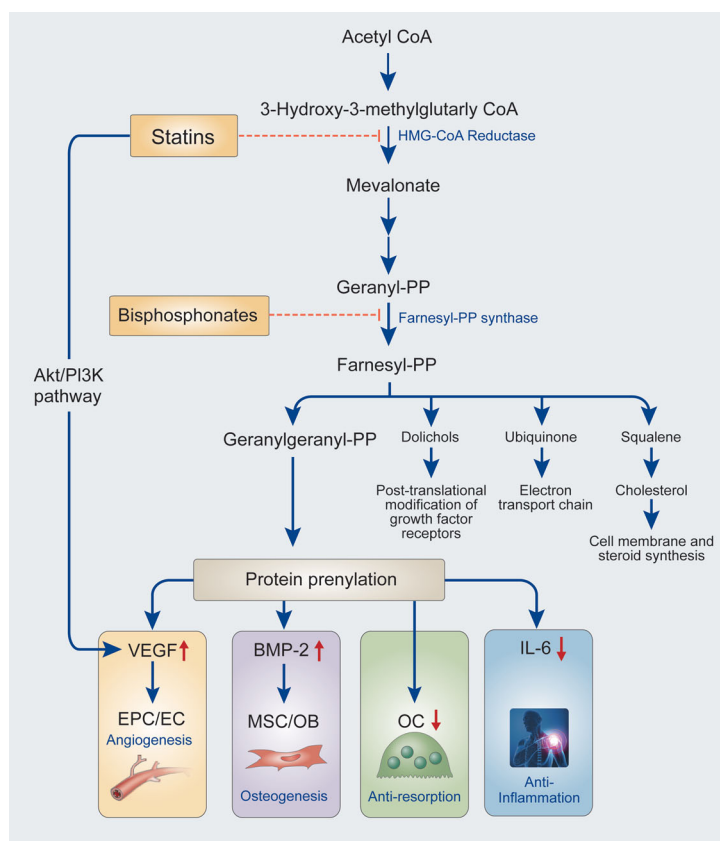 Acetyl CoA
3-Hydroxy-3-methylglutarly CoA
Statins
HMG-CoA Reductase
Mevalonate
Geranyl-PP
Bisphosphonates
Farnesyl-PP synthase
Farnesyl-PP
Akt/PI3K
pathway
Geranylgeranyl-PP
Dolichols
Ubiquinone
Squalene
Post-translational
modification of
growth factor
receptors
Electron
transport chain
Cholesterol
Cell membrane and
steroid synthesis
Protein prenylation
VEGF
EPC/EC
Angiogenesis
BMP-2
MSC/OB
Osteogenesis
OC
Anti-resorption
IL-6
Anti-
Inflammation